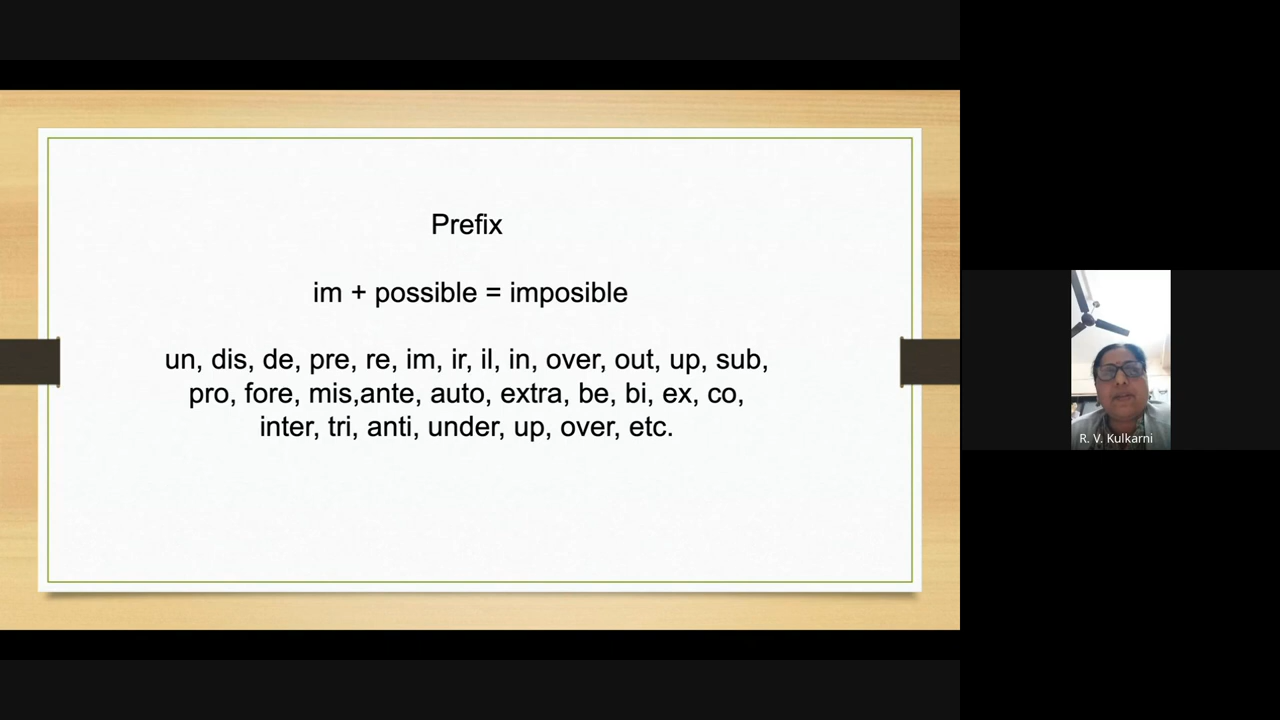 Prefix
im + possible = imposible
un, dis, de, pre, re, im, ir, il, in, over, out, up, sub,
pro, fore, mis,ante, auto, extra, be, bi, ex, co,
inter, tri, anti, under, up, over, etc.
R. V. Kulkarni